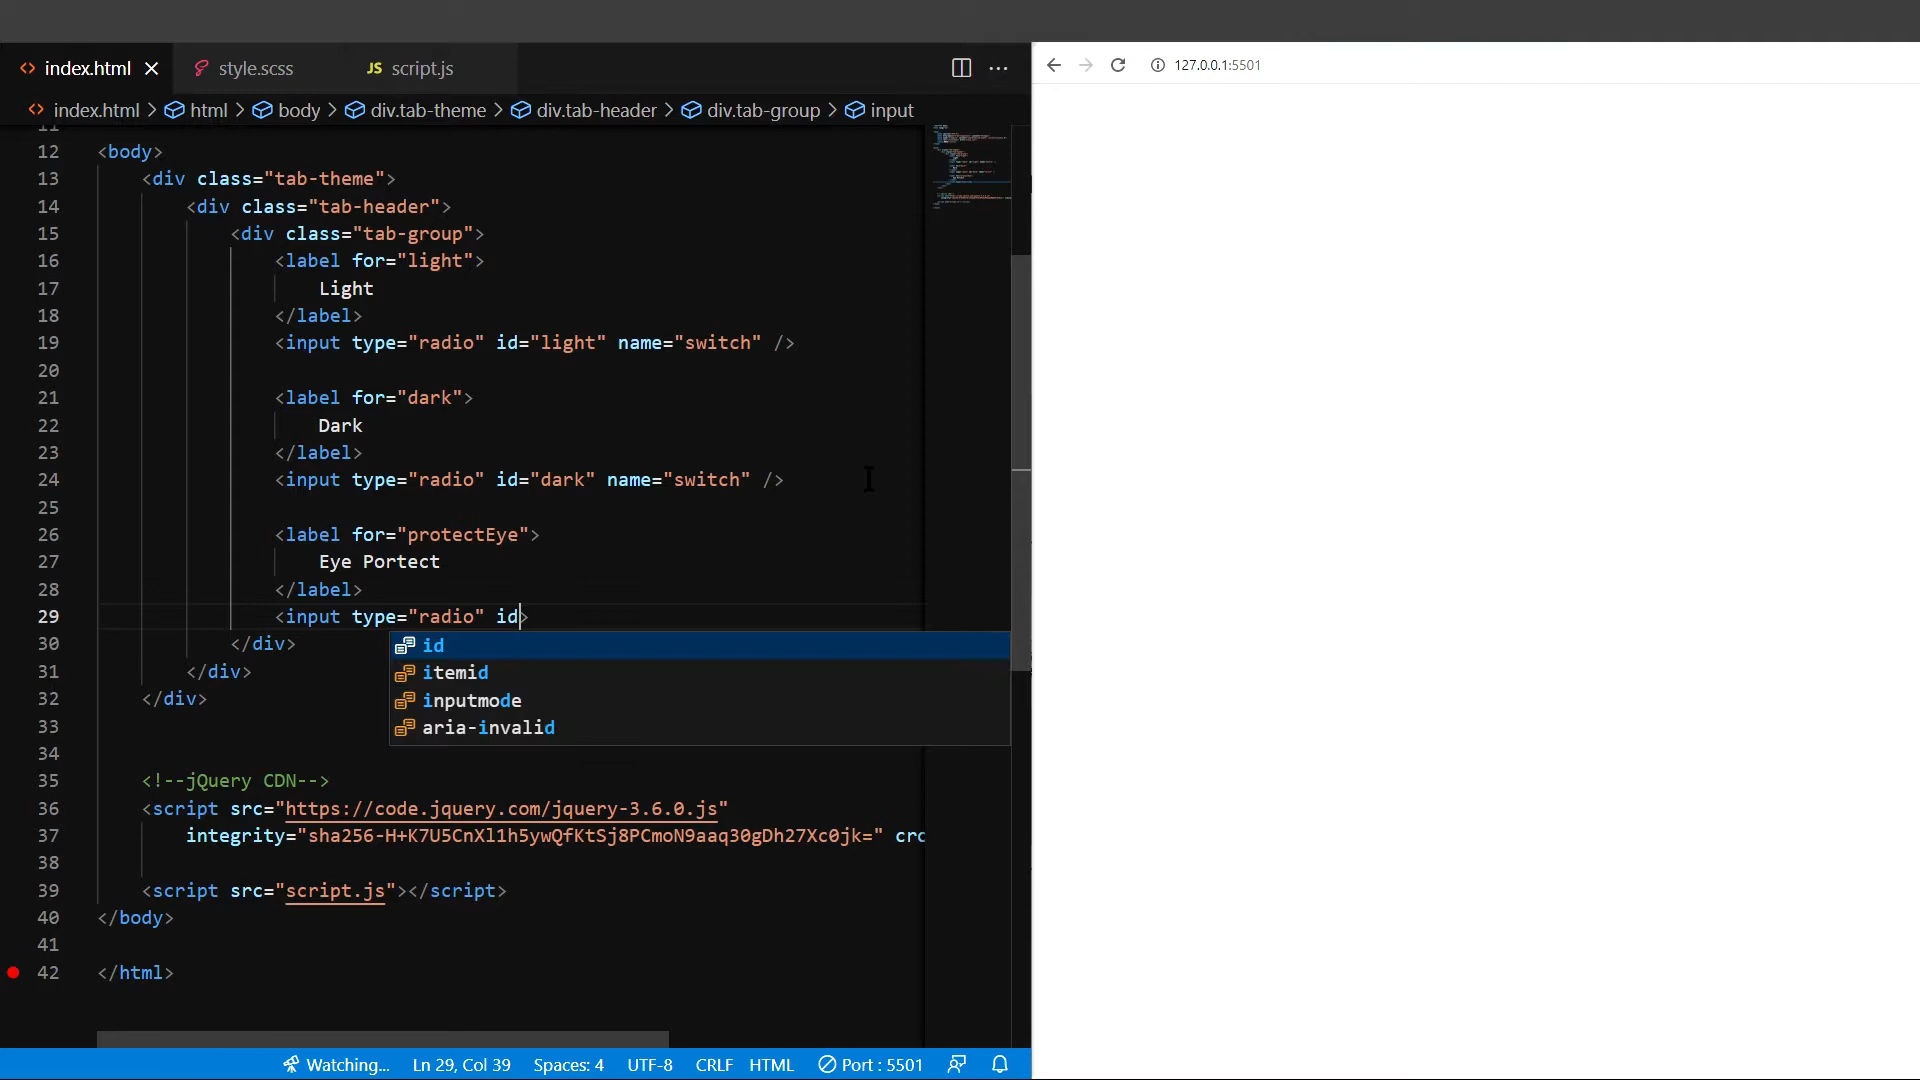 index.html
style.scss
JS script.js
127.0.0.1:5501
index.html > html > body > div.tab-theme > div.tab-header > div.tab-group > input
11
12 <body>
13 <div class="tab-theme">
14 <div class="tab-header">
15 <div class="tab-group">
16 <label for="light">
17 Light
18 </label>
19 <input type="radio" id="light" name="switch" />
20
21 <label for="dark">
22 Dark
23 </label>
24 <input type="radio" id="dark" name="switch" />
25
26 <label for="protectEye">
27 Eye Portect
28 </label>
29 <input type="radio" id>
30 </div>
id
31 </div>
itemid
32 </div>
inputmode
33
aria-invalid
34
35 <!--jQuery CDN-->
36 <script src="https://code.jquery.com/jquery-3.6.0.js"
37 integrity="sha256-H+K7U5CnXl1h5ywQfKtSj8PCmoN9aaq30gDh27Xc0jk=" cro
38
39 <script src="script.js"></script>
40 </body>
41
42 </html>
Watching... Ln 29, Col 39 Spaces: 4 UTF-8 CRLF HTML Port : 5501